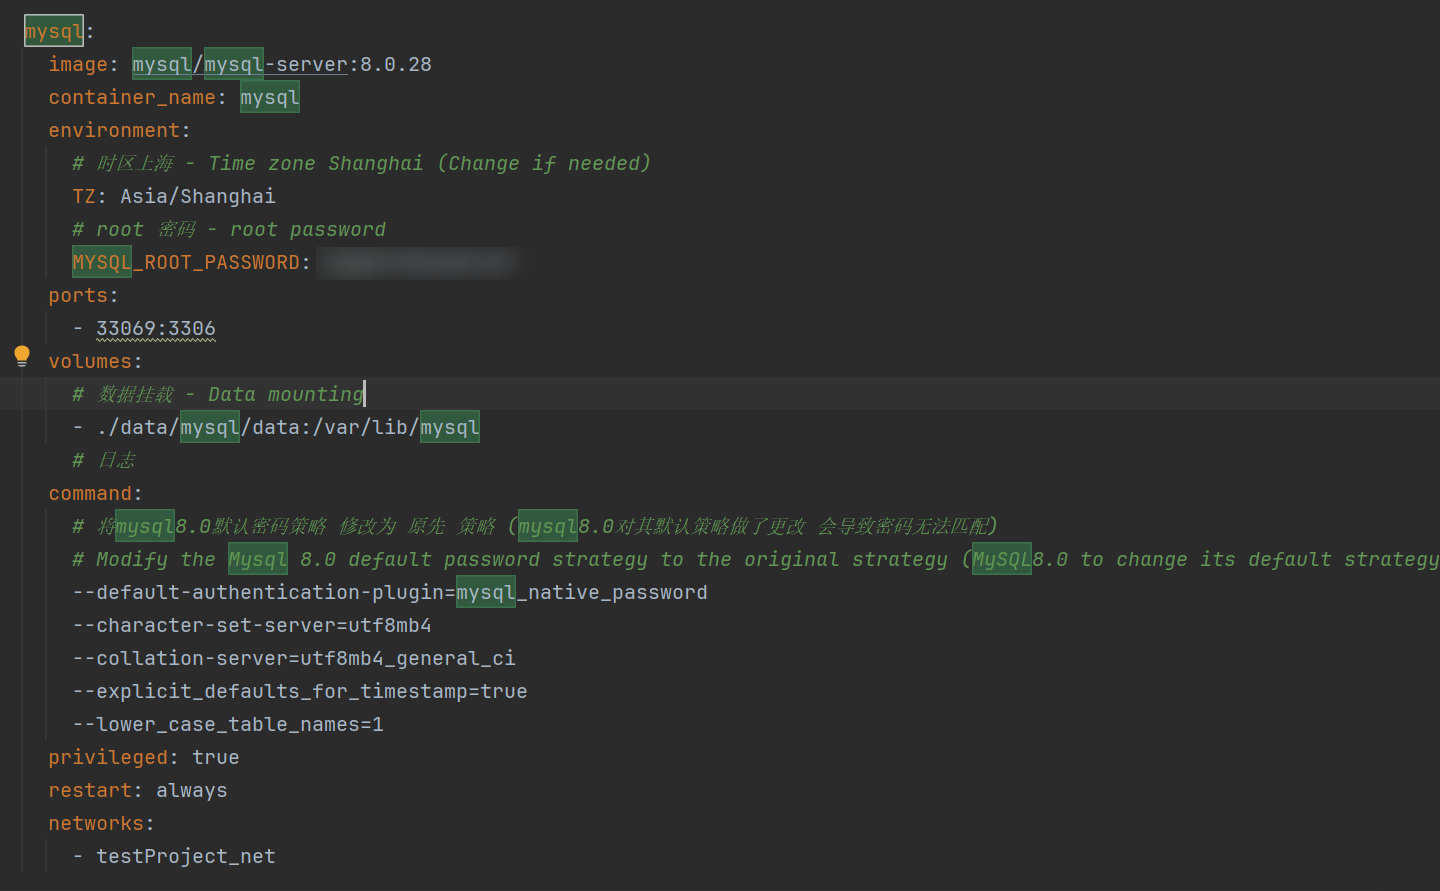 mysql:
image: mysql/mysql-server:8.0.28
container_name: mysql
environment:
# 时区上海 - Time zone Shanghai (Change if needed)
TZ: Asia/Shanghai
# root 密码 - root password
MYSQL_ROOT_PASSWORD:
ports:
- 33069:3306
volumes:
# 数据挂载 - Data mounting
- ./data/mysql/data:/var/lib/mysql
# 日志
command:
# 将mysql8.0默认密码策略 修改为 原先 策略 (mysql8.0对其默认策略做了更改 会导致密码无法匹配)
# Modify the Mysql 8.0 default password strategy to the original strategy (MySQL8.0 to change its default strategy
--default-authentication-plugin=mysql_native_password
--character-set-server=utf8mb4
--collation-server=utf8mb4_general_ci
--explicit_defaults_for_timestamp=true
--lower_case_table_names=1
privileged: true
restart: always
networks:
- testProject_net